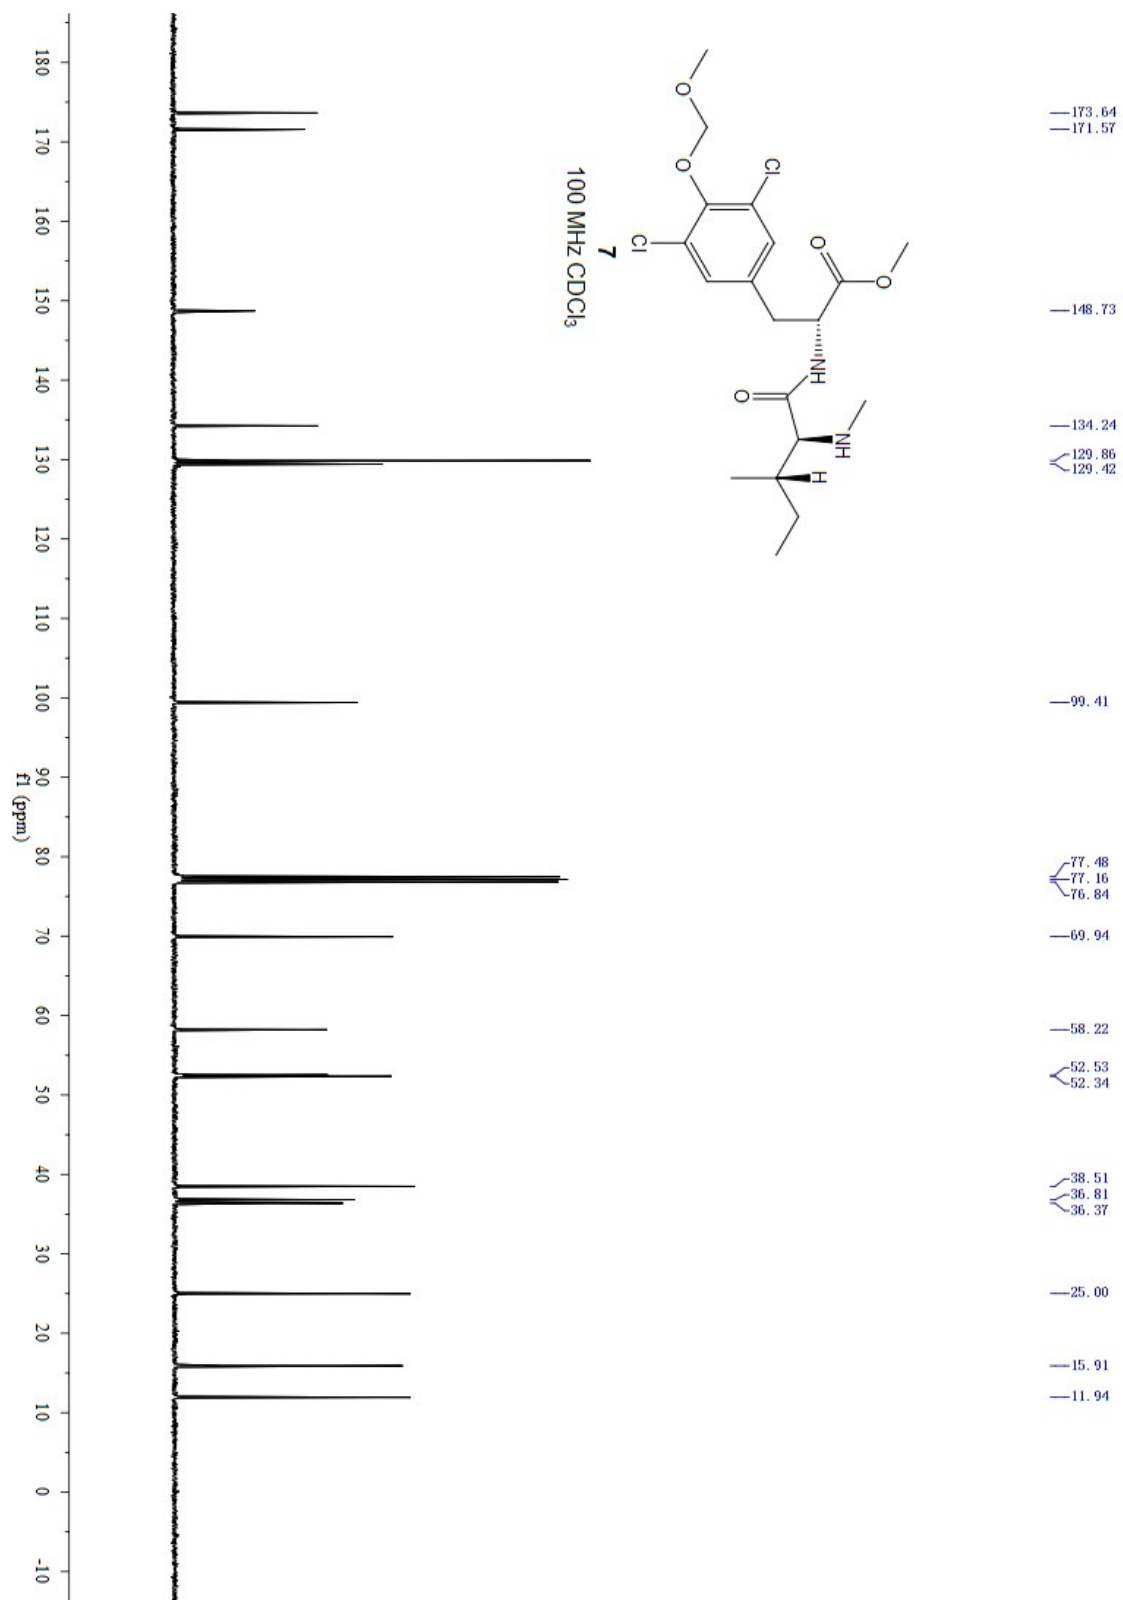 173.64
171.57
148.73
134.24
129.86
129.42
99.41
77.48
77.16
76.84
69.94
58.22
52.53
52.34
38.51
36.81
36.37
25.00
15.91
11.94
O
O
O
O
Cl
Cl
NH
O
NH
H
7
100 MHz CDCl₃
180 170 160 150 140 130 120 110 100 90 80 70 60 50 40 30 20 10 0 -10
f1 (ppm)